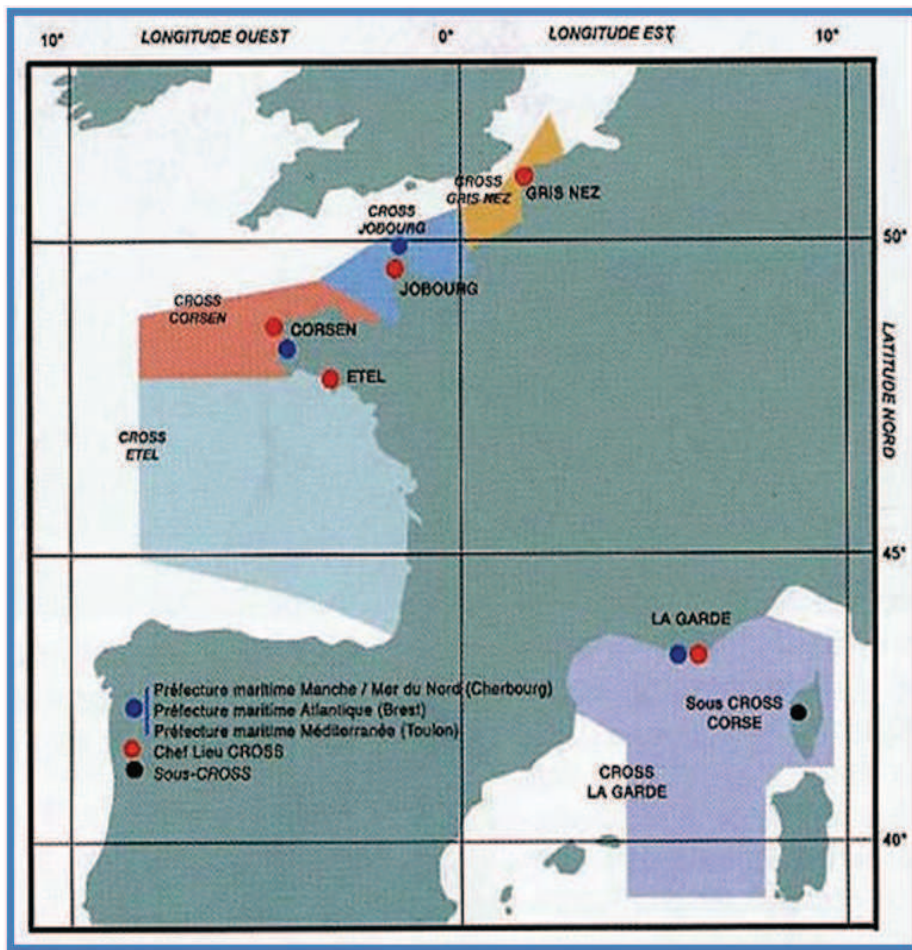 10°
LONGITUDE OUEST
0°
LONGITUDE EST
10°
CROSS
GRIS NEZ
GRIS NEZ
CROSS
JOBOURG
50°
JOBOURG
CROSS
CORSEN
CORSEN
ETEL
LATITUDE NORD
CROSS
ETEL
45°
LA GARDE
Préfecture maritime Manche / Mer du Nord (Cherbourg)
Préfecture maritime Atlantique (Brest)
Préfecture maritime Méditerranée (Toulon)
Chef Lieu CROSS
Sous-CROSS
Sous CROSS
CORSE
CROSS
LA GARDE
40°